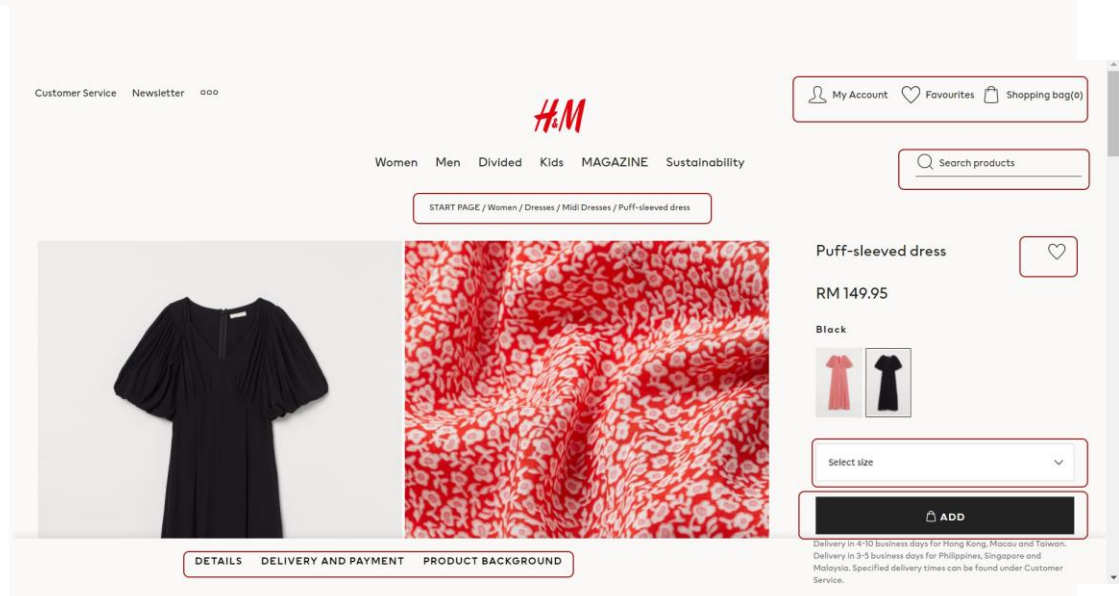 Customer Service Newsletter
My Account Favourites Shopping bag(0)
H&M
Women Men Divided Kids MAGAZINE Sustainability
Search products
START PAGE / Women / Dresses / Midi Dresses / Puff-sleeved dress
Puff-sleeved dress
RM 149.95
Black
Select size
ADD
Delivery in 4-10 business days for Hong Kong, Macau and Taiwan.
Delivery in 3-5 business days for Philippines, Singapore and
Malaysia. Specified delivery times can be found under Customer
Service.
DETAILS DELIVERY AND PAYMENT PRODUCT BACKGROUND